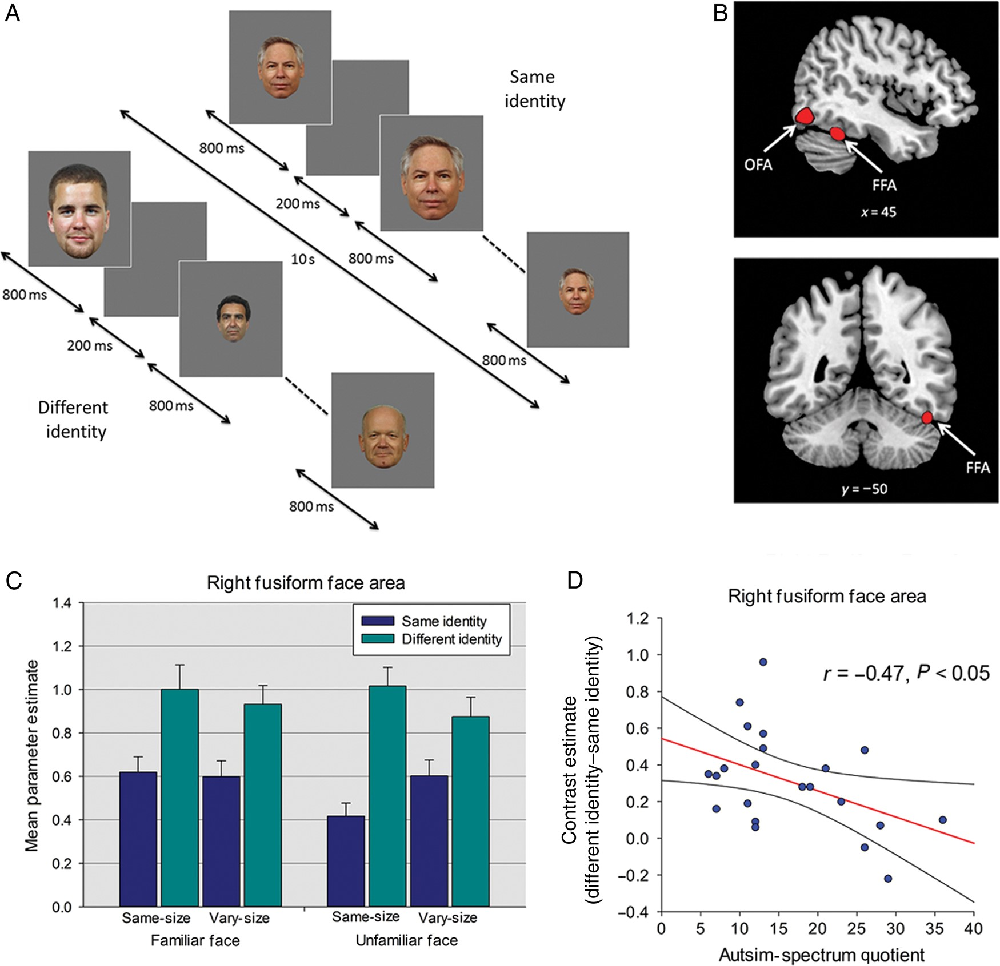 A
Same
identity
800 ms
200 ms
800 ms
10 s
800 ms
800 ms
200 ms
800 ms
800 ms
Different
identity
B
OFA
FFA
x = 45
FFA
y = −50
C
Right fusiform face area
Mean parameter estimate
1.4
1.2
1.0
0.8
0.6
0.4
0.2
0.0
Same identity
Different identity
Same-size Vary-size Same-size Vary-size
Familiar face Unfamiliar face
D
Right fusiform face area
Contrast estimate
(different identity–same identity)
1.2
1.0
0.8
0.6
0.4
0.2
0.0
−0.2
−0.4
r = −0.47, P < 0.05
0 5 10 15 20 25 30 35 40
Autsim-spectrum quotient